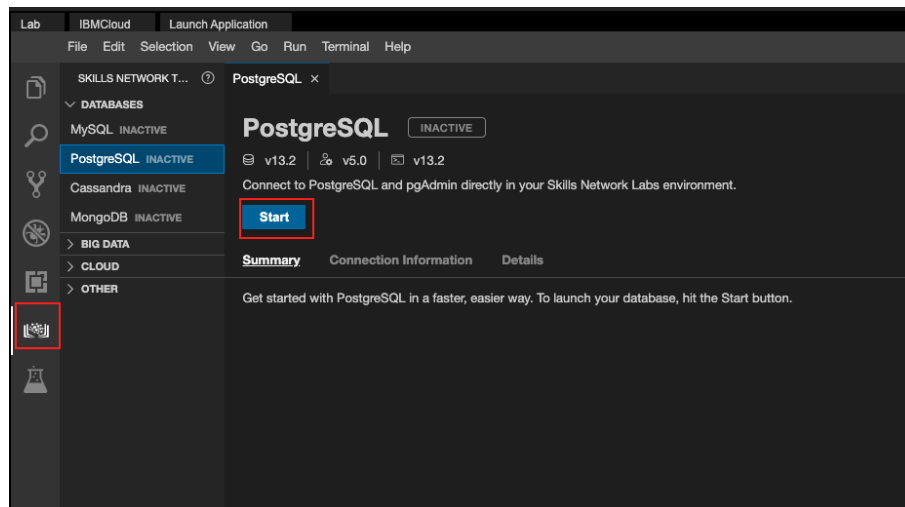 Lab IBMCloud Launch Application
File Edit Selection View Go Run Terminal Help
SKILLS NETWORK T... ? PostgreSQL ×
DATABASES
MySQL INACTIVE
PostgreSQL INACTIVE
Cassandra INACTIVE
MongoDB INACTIVE
BIG DATA
CLOUD
OTHER
PostgreSQL INACTIVE
v13.2 v5.0 v13.2
Connect to PostgreSQL and pgAdmin directly in your Skills Network Labs environment.
Start
Summary Connection Information Details
Get started with PostgreSQL in a faster, easier way. To launch your database, hit the Start button.